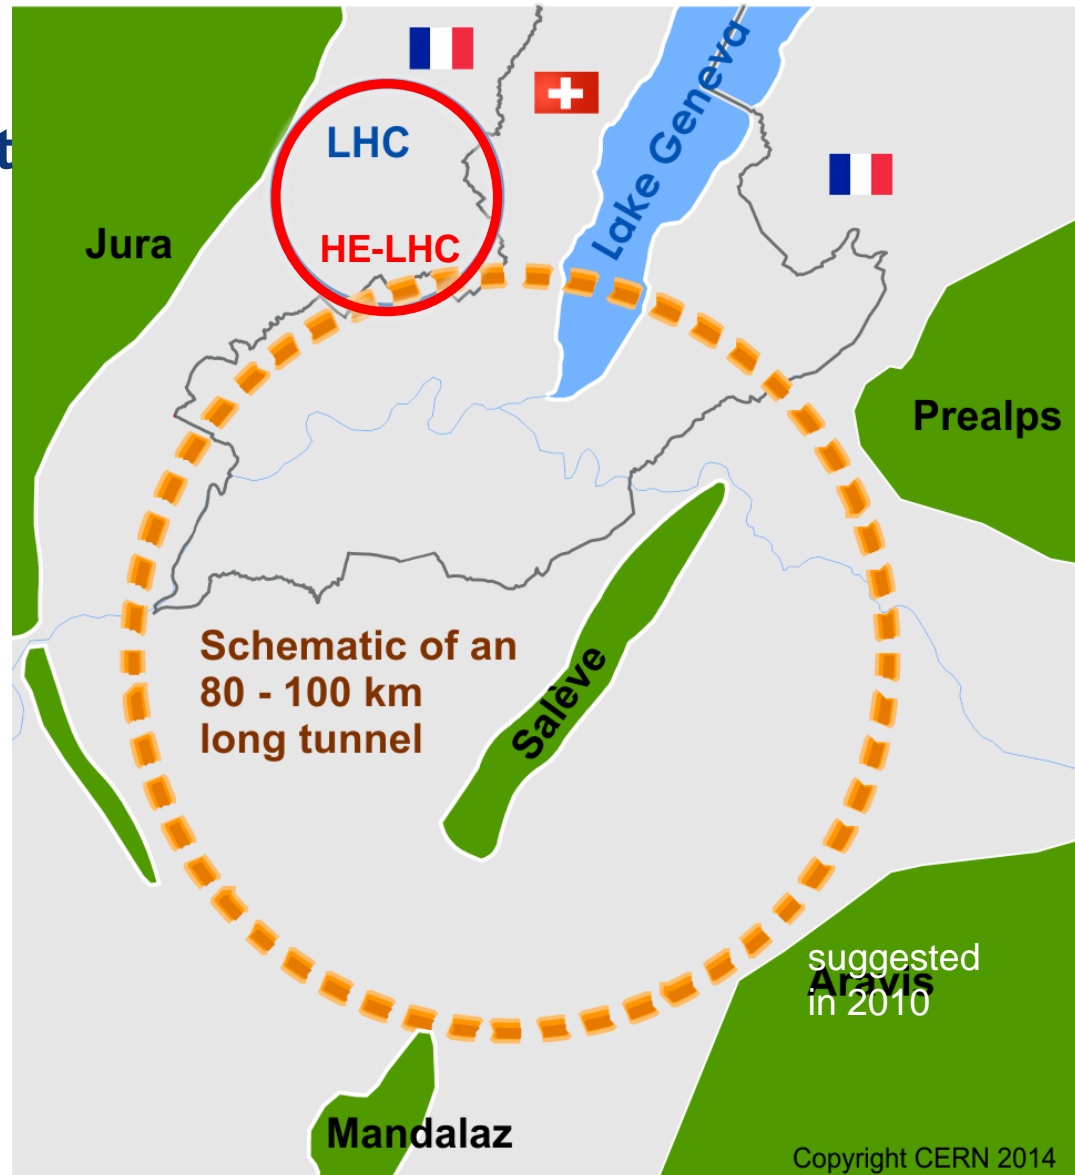 t
LHC
Lake Geneva
Jura
HE-LHC
Prealps
Schematic of an
80 - 100 km
long tunnel
Salève
suggested
Aravis
in 2010
Mandalaz
Copyright CERN 2014